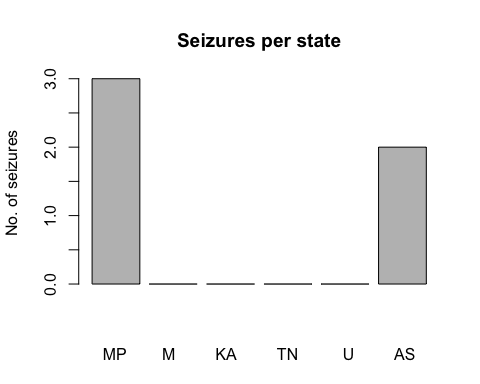 Seizures per state
No. of seizures
3.0
2.0
1.0
0.0
MP M KA TN U AS